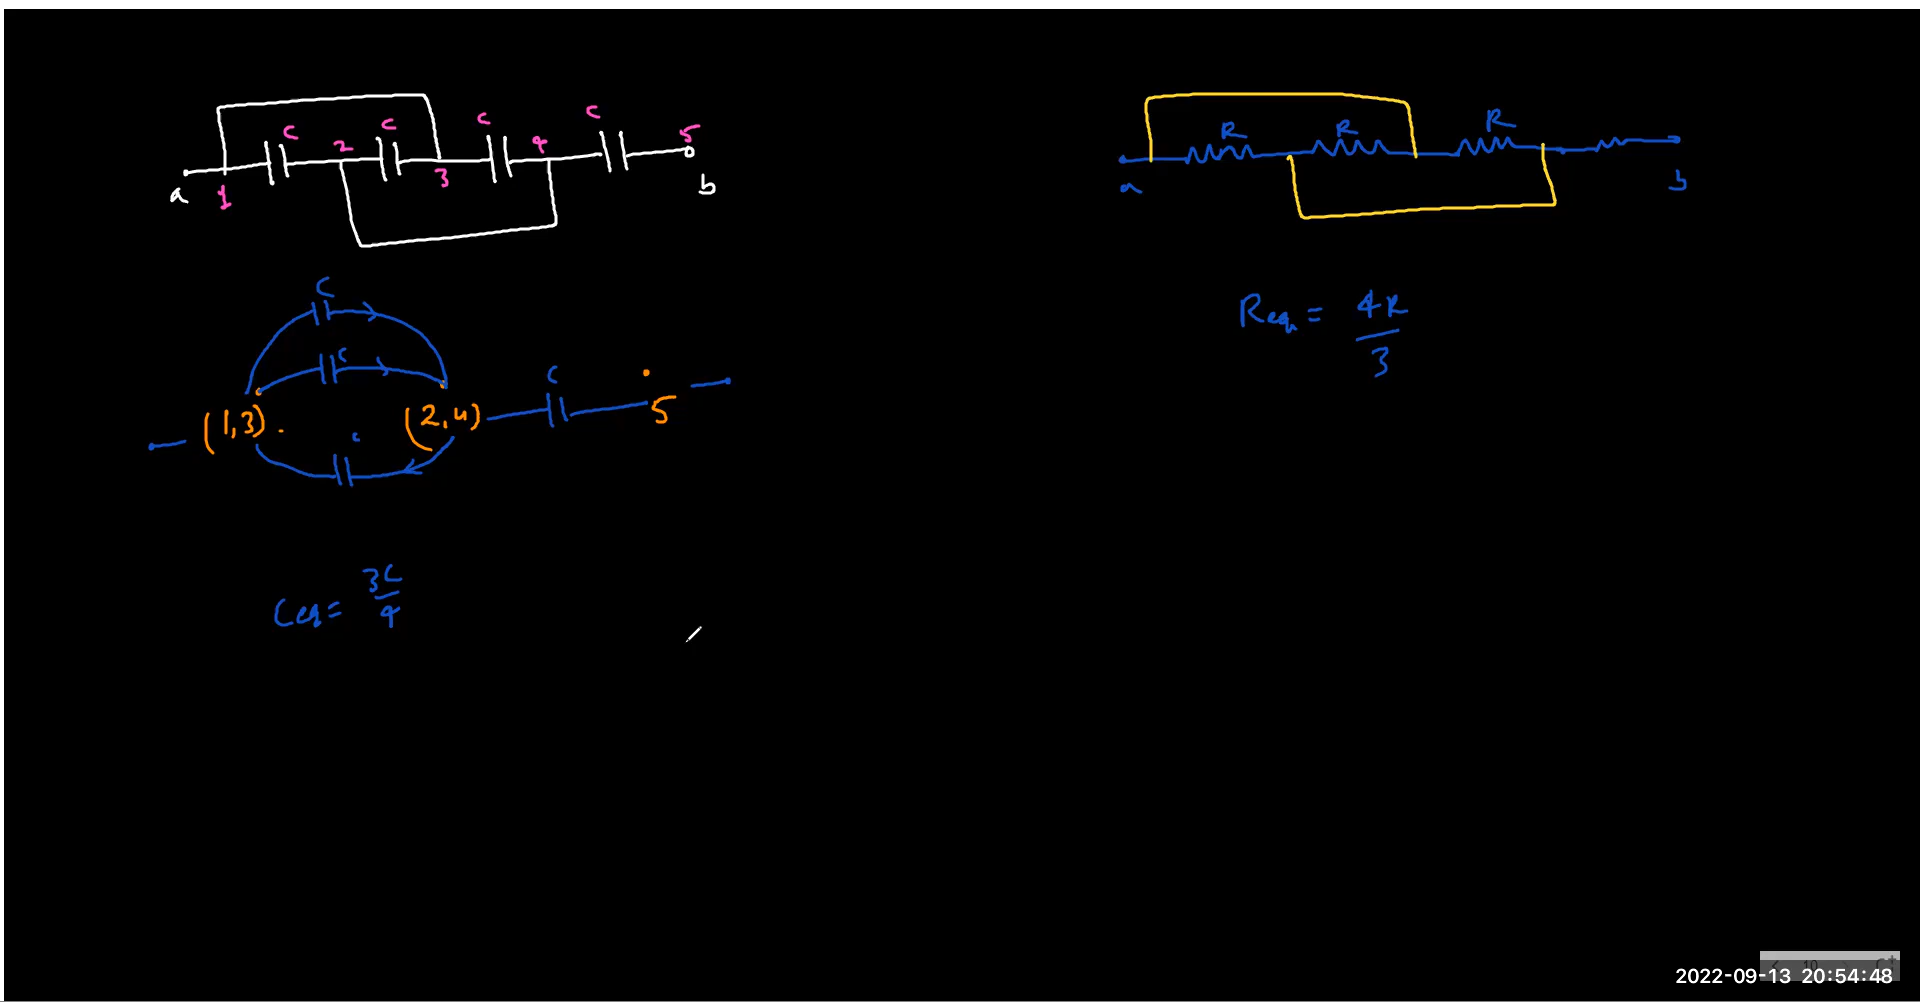 C C C C
2 4 5
a 1 3 b
C
C C
(1,3). (2,4) 5
C
Ceq = 3C/4
R R R
a b
Req = 4R/3
2022-09-13 20:54:48